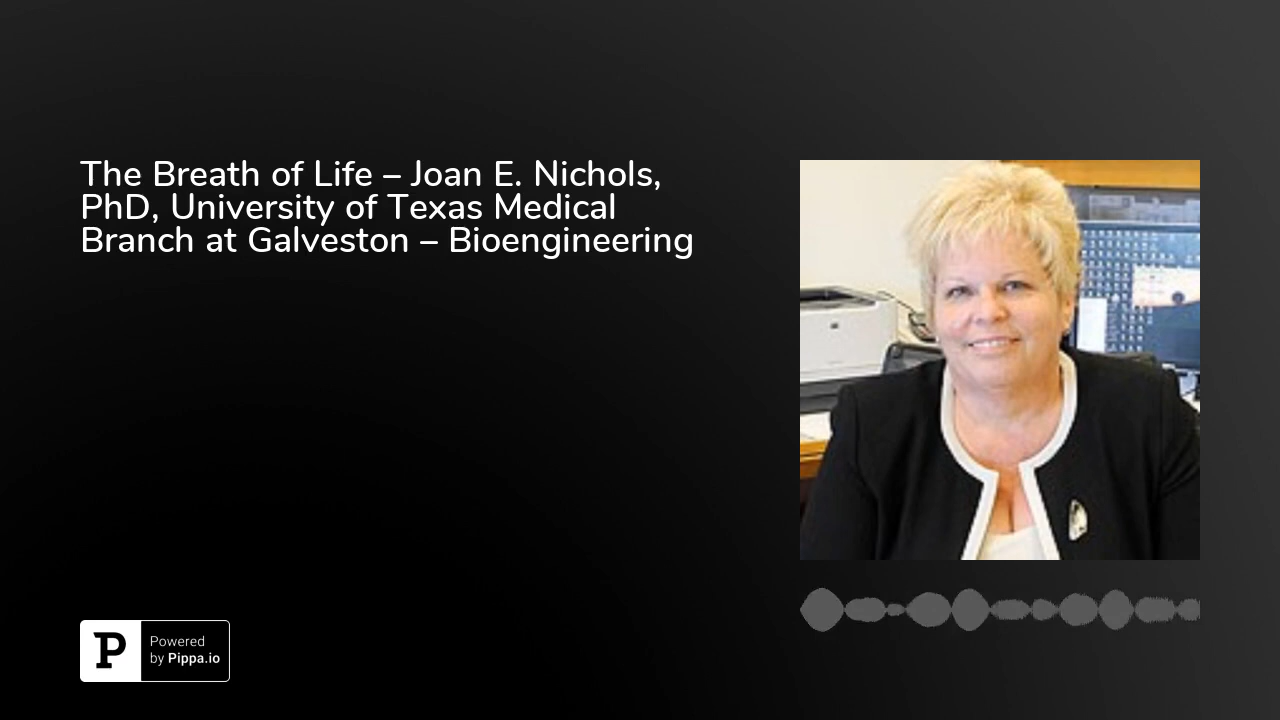 The Breath of Life – Joan E. Nichols,
PhD, University of Texas Medical
Branch at Galveston – Bioengineering
P
Powered
by Pippa.io